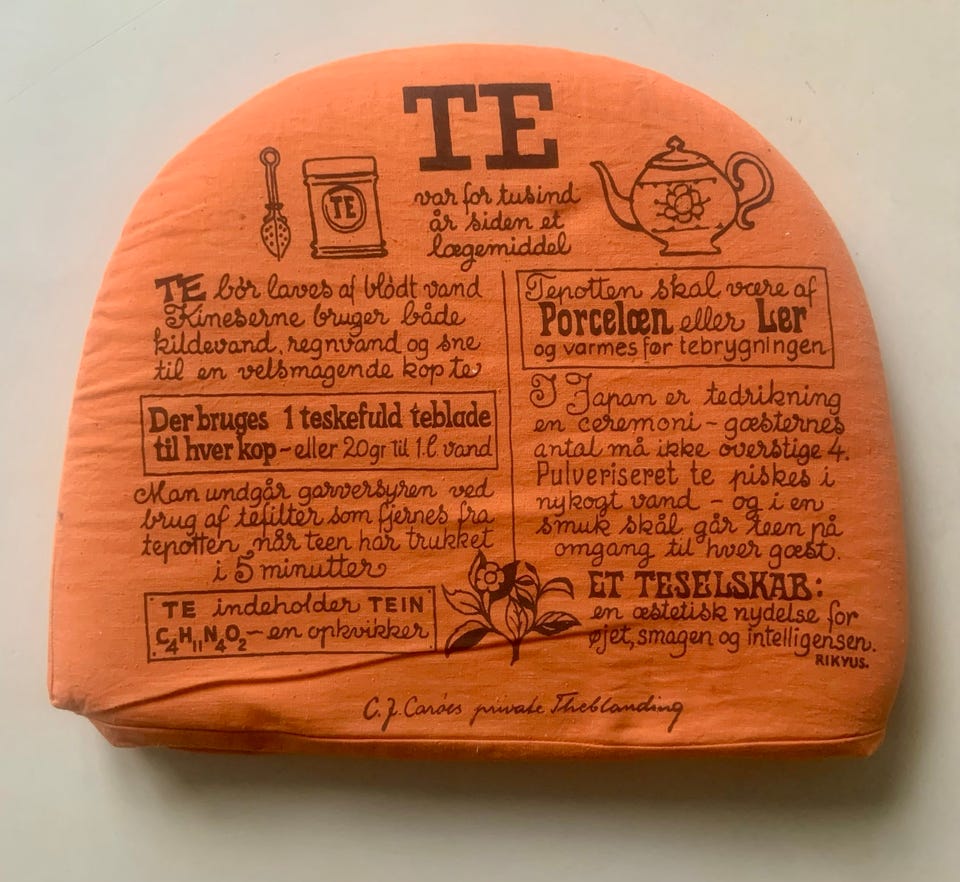 TE
TE
var for tusind
år siden et
lægemiddel
TE bör laves af blödt vand
Kineserne bruger både
kildevand, regnvand og sne
til en velsmagende kop te
Der bruges 1 teskefuld teblade
til hver kop - eller 20gr til 1.l vand
Man undgår garversyren ved
brug af tefilter som fjernes fra
tepotten, når teen har trukket
i 5 minutter
TE indeholder TEIN
C4H11N4O2 - en opkvikker
Tepotten skal være af
Porcelæn eller Ler
og varmes før tebrygningen
I Japan er tedrikning
en ceremoni - gæsternes
antal må ikke overstige 4.
Pulveriseret te piskes i
nykogt vand - og i en
smuk skål går teen på
omgang til hver gæst.
ET TESELSKAB:
en æstetisk nydelse for
øjet, smagen og intelligensen.
RIKYUS.
C.J. Caröes private Theblanding